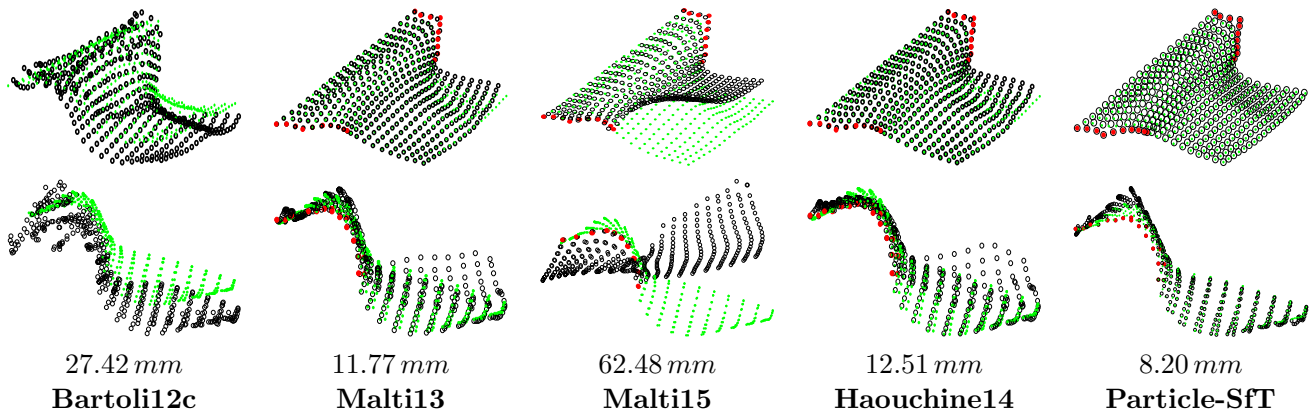 27.42 mm 11.77 mm 62.48 mm 12.51 mm 8.20 mm
Bartoli12c Malti13 Malti15 Haouchine14 Particle-SfT